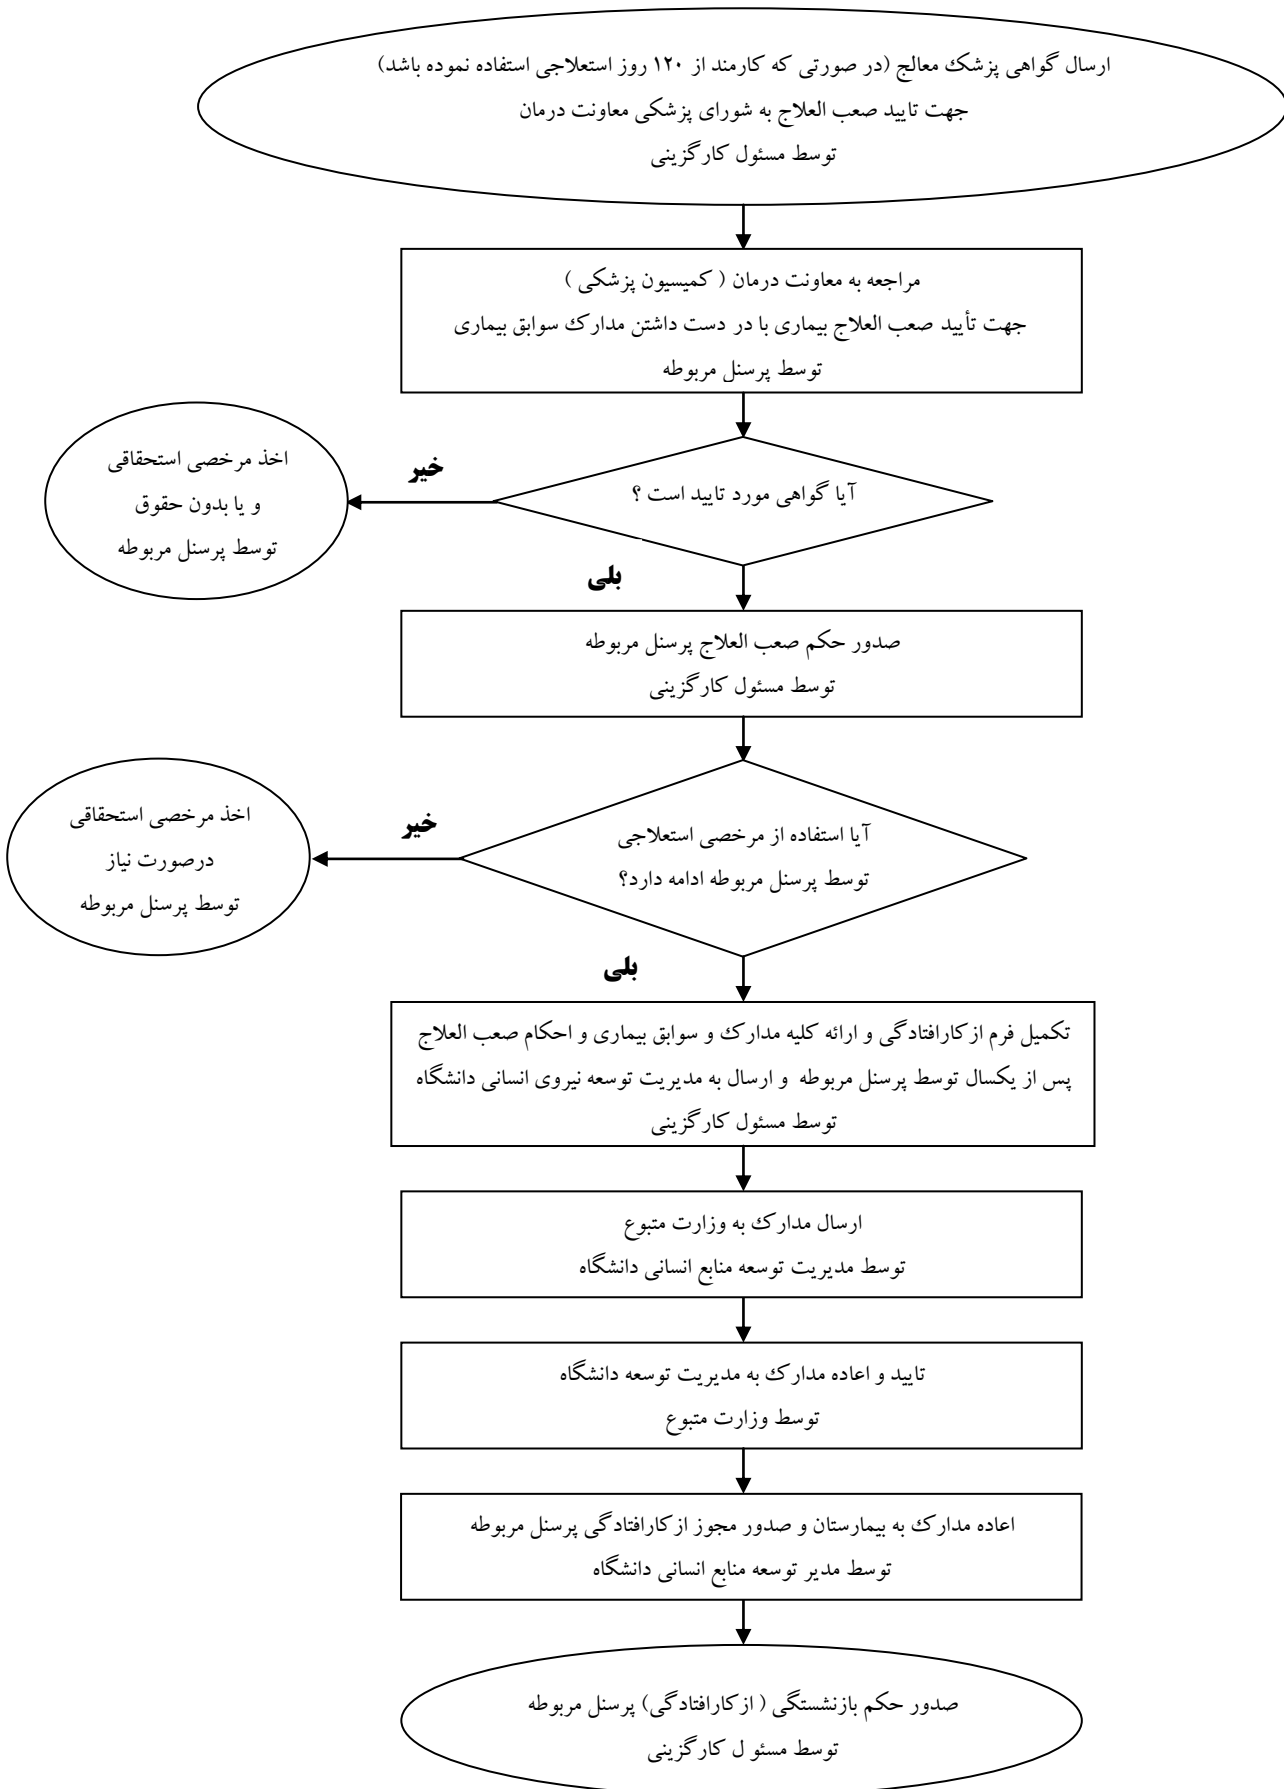 ارسال گواهی پزشک معالج (در صورتی که کارمند از ۱۲۰ روز استعلاجی استفاده نموده باشد)
جهت تایید صعب العلاج به شورای پزشکی معاونت درمان
توسط مسئول کارگزینی
مراجعه به معاونت درمان ( کمیسیون پزشکی )
جهت تأیید صعب العلاج بیماری با در دست داشتن مدارک سوابق بیماری
توسط پرسنل مربوطه
آیا گواهی مورد تایید است ؟
خیر
اخذ مرخصی استحقاقی
و یا بدون حقوق
توسط پرسنل مربوطه
بلی
صدور حکم صعب العلاج پرسنل مربوطه
توسط مسئول کارگزینی
آیا استفاده از مرخصی استعلاجی
توسط پرسنل مربوطه ادامه دارد؟
خیر
اخذ مرخصی استحقاقی
درصورت نیاز
توسط پرسنل مربوطه
بلی
تکمیل فرم ازکارافتادگی و ارائه کلیه مدارک و سوابق بیماری و احکام صعب العلاج
پس از یکسال توسط پرسنل مربوطه و ارسال به مدیریت توسعه نیروی انسانی دانشگاه
توسط مسئول کارگزینی
ارسال مدارک به وزارت متبوع
توسط مدیریت توسعه منابع انسانی دانشگاه
تایید و اعاده مدارک به مدیریت توسعه دانشگاه
توسط وزارت متبوع
اعاده مدارک به بیمارستان و صدور مجوز ازکارافتادگی پرسنل مربوطه
توسط مدیر توسعه منابع انسانی دانشگاه
صدور حکم بازنشستگی ( ازکارافتادگی) پرسنل مربوطه
توسط مسئو ل کارگزینی